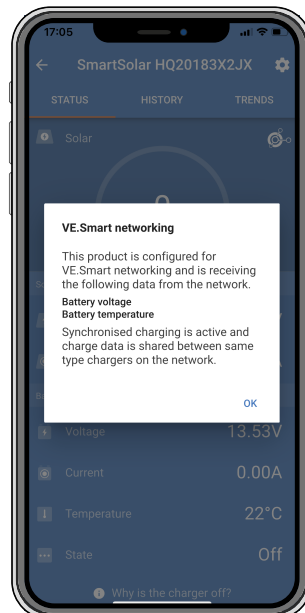 17:05
SmartSolar HQ20183X2JX
STATUS HISTORY TRENDS
Solar
VE.Smart networking
This product is configured for
VE.Smart networking and is receiving
the following data from the network.
Battery voltage
Battery temperature
Synchronised charging is active and
charge data is shared between same
type chargers on the network.
OK
Voltage 13.53V
Current 0.00A
Temperature 22°C
State Off
Why is the charger off?